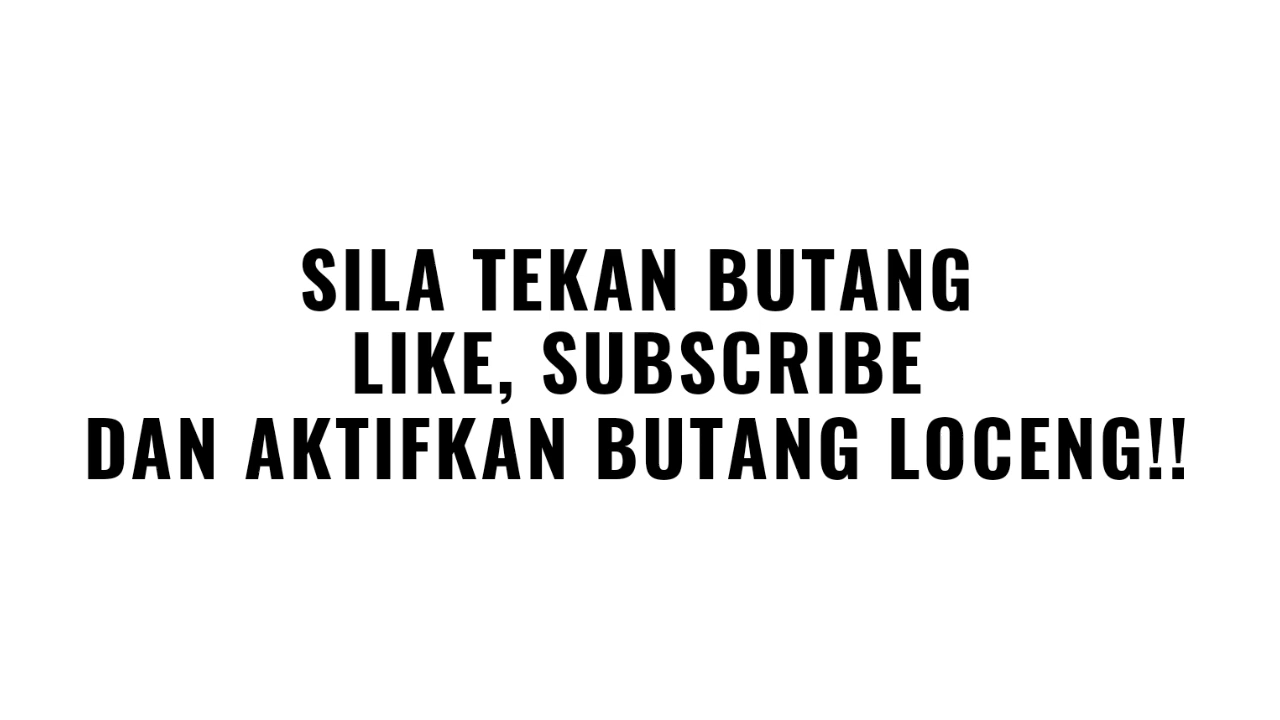 SILA TEKAN BUTANG
LIKE, SUBSCRIBE
DAN AKTIFKAN BUTANG LOCENG!!